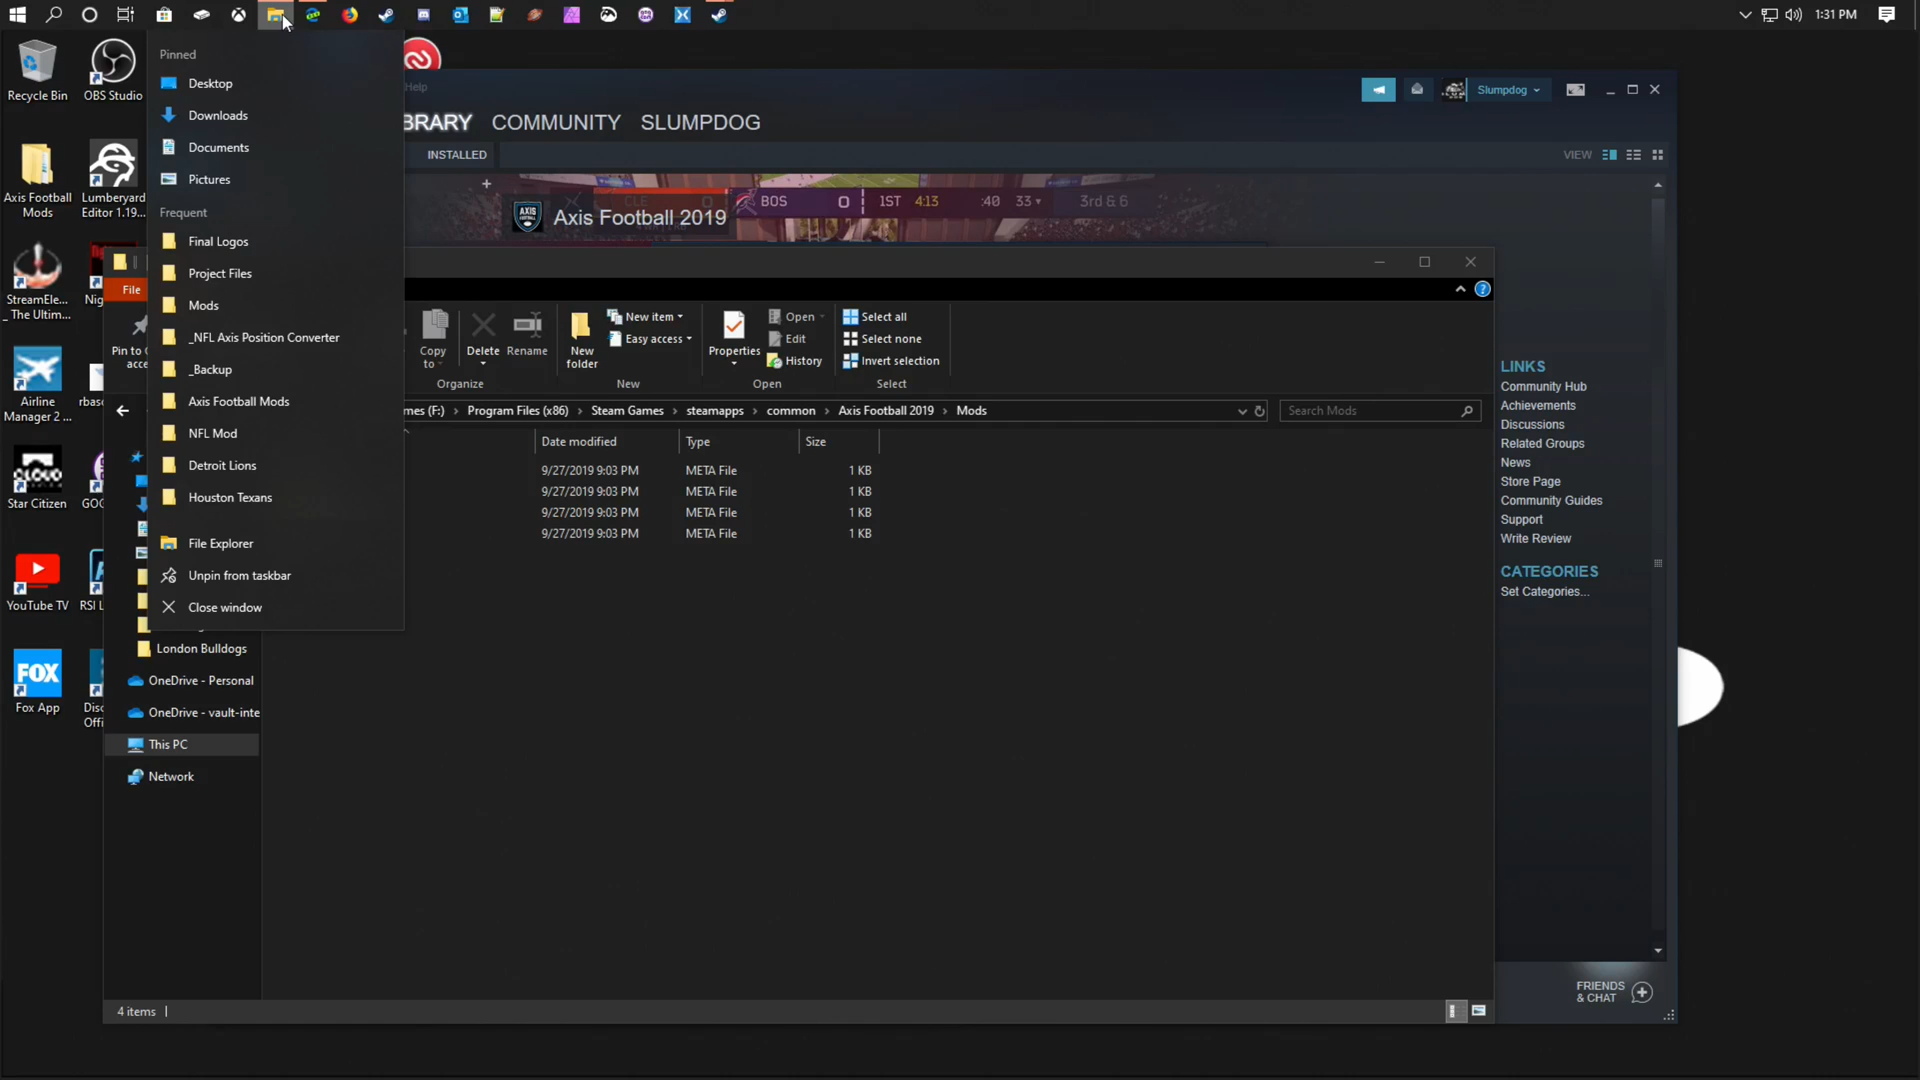 1:31 PM
Recycle Bin
OBS Studio
Axis Football
Mods
Lumberyard
Editor 1.19...
StreamEle...
_ The Ultim...
Airline
Manager 2 ...
Star Citizen
YouTube TV
Fox App
Pinned
Desktop
Downloads
Documents
Pictures
Frequent
Final Logos
Project Files
Mods
_NFL Axis Position Converter
_Backup
Axis Football Mods
NFL Mod
Detroit Lions
Houston Texans
File Explorer
Unpin from taskbar
Close window
Help
Slumpdog
BRARY
COMMUNITY
SLUMPDOG
INSTALLED
VIEW
CLE 0
BOS 0 1ST 4:13 :40 33 3rd & 6
Axis Football 2019
File
Pin to
acce
Copy
to
Delete
Rename
New
folder
New item
Easy access
Properties
Open
Edit
History
Select all
Select none
Invert selection
Organize
New
Open
Select
mes (F:)
Program Files (x86)
Steam Games
steamapps
common
Axis Football 2019
Mods
Search Mods
Date modified
Type
Size
9/27/2019 9:03 PM META File 1 KB
9/27/2019 9:03 PM META File 1 KB
9/27/2019 9:03 PM META File 1 KB
9/27/2019 9:03 PM META File 1 KB
London Bulldogs
OneDrive - Personal
OneDrive - vault-inte
This PC
Network
4 items
LINKS
Community Hub
Achievements
Discussions
Related Groups
News
Store Page
Community Guides
Support
Write Review
CATEGORIES
Set Categories...
FRIENDS
& CHAT